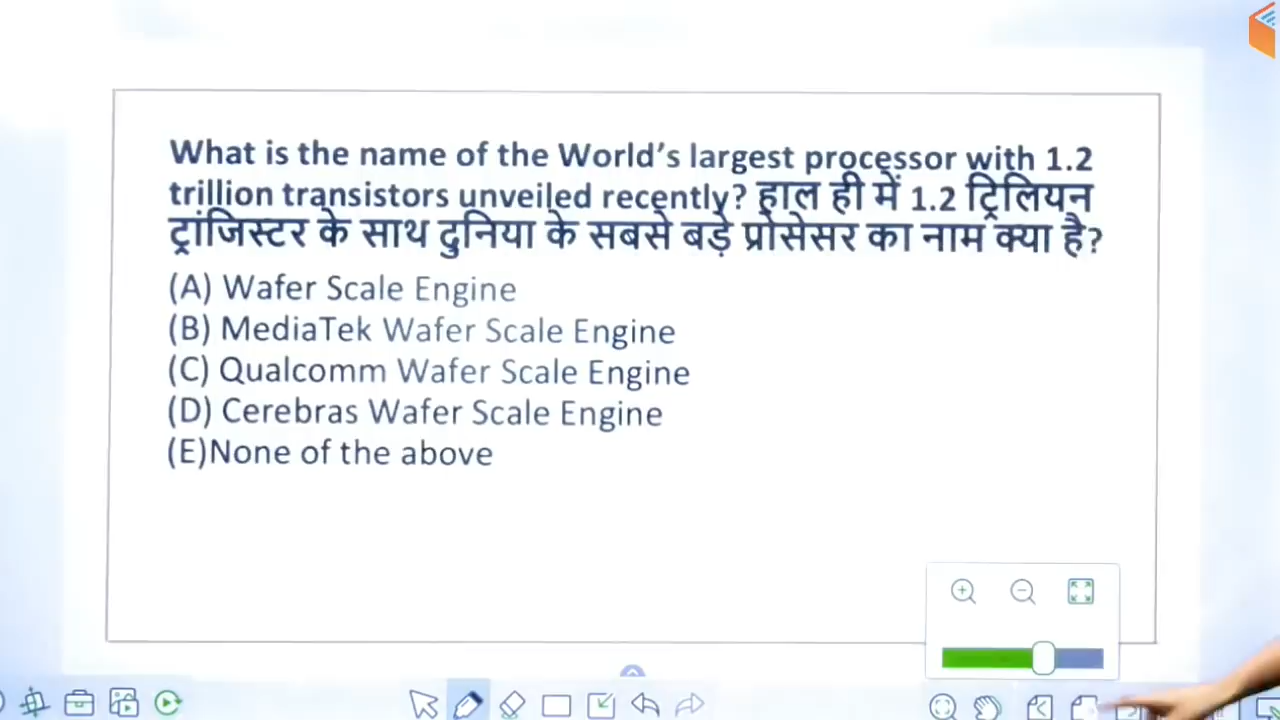 What is the name of the World's largest processor with 1.2
trillion transistors unveiled recently? हाल ही में 1.2 ट्रिलियन
ट्रांजिस्टर के साथ दुनिया के सबसे बड़े प्रोसेसर का नाम क्या है?
(A) Wafer Scale Engine
(B) MediaTek Wafer Scale Engine
(C) Qualcomm Wafer Scale Engine
(D) Cerebras Wafer Scale Engine
(E)None of the above